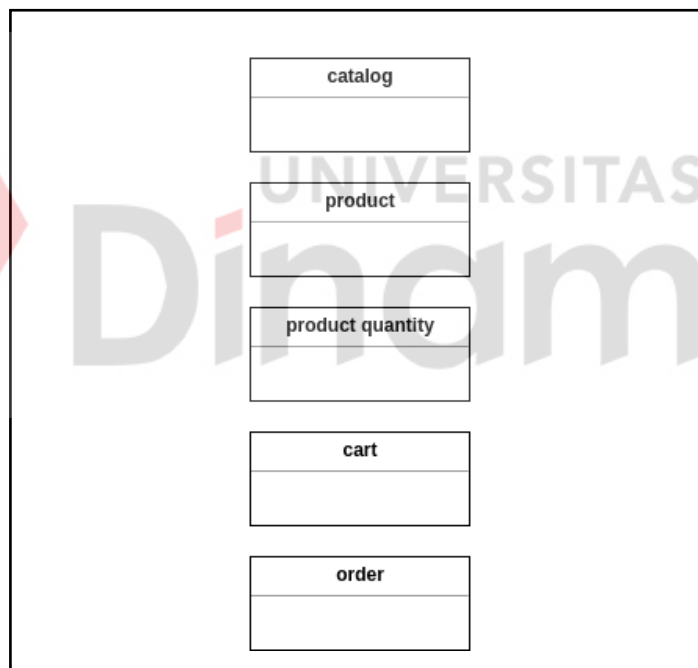 catalog
UNIVERSITAS
product
Dinam
product quantity
cart
order